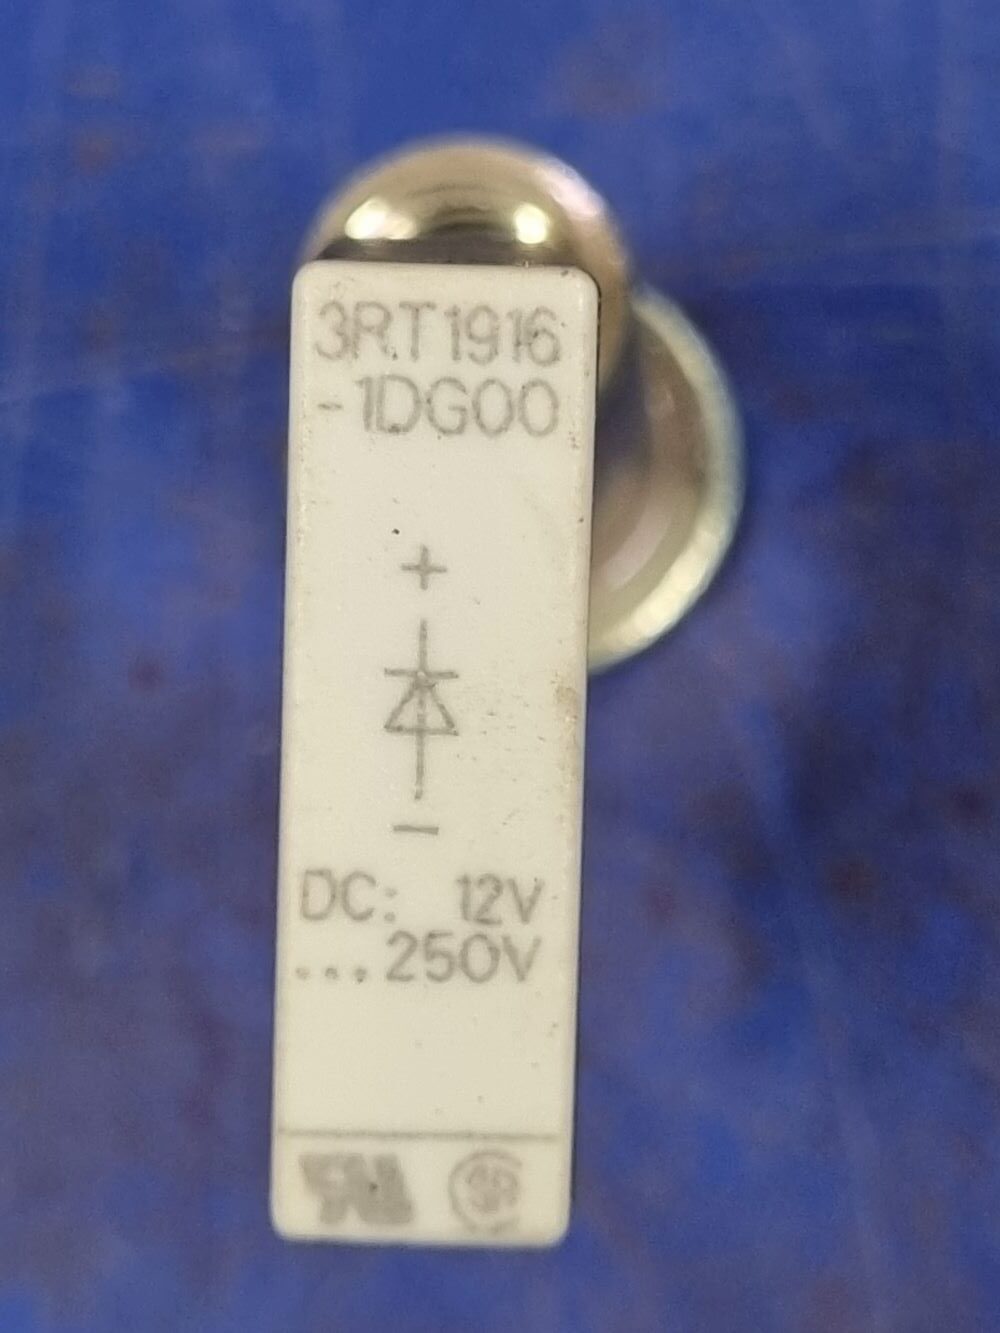 3RT1916
-1DG00
+
−
DC: 12V
...250V